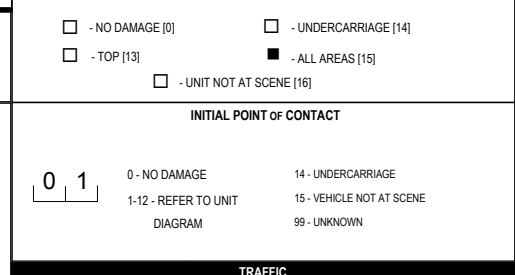 ☐ - NO DAMAGE [0] ☐ - UNDERCARRIAGE [14]
☐ - TOP [13] ■ - ALL AREAS [15]
☐ - UNIT NOT AT SCENE [16]
INITIAL POINT OF CONTACT
0 1
0 - NO DAMAGE 14 - UNDERCARRIAGE
1-12 - REFER TO UNIT 15 - VEHICLE NOT AT SCENE
DIAGRAM 99 - UNKNOWN
TRAFFIC